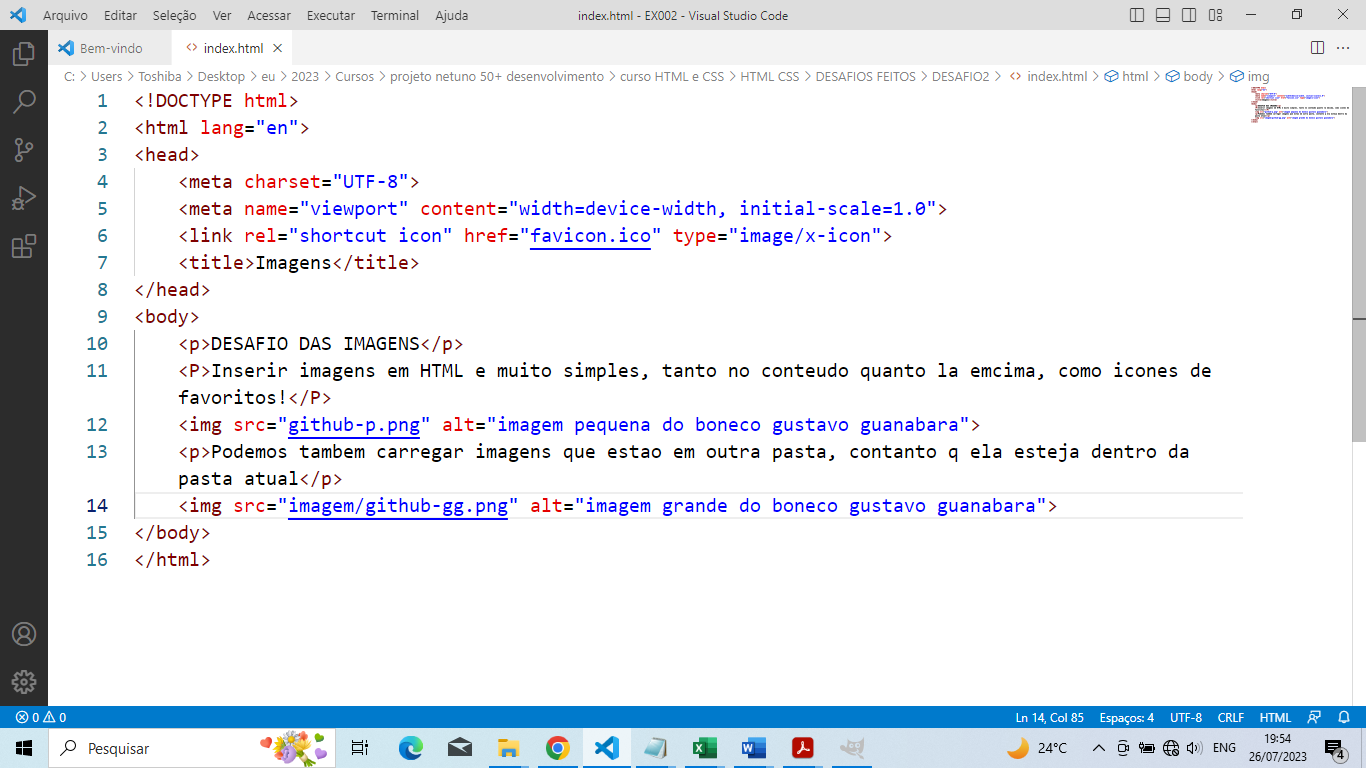 Arquivo Editar Seleção Ver Acessar Executar Terminal Ajuda index.html - EX002 - Visual Studio Code
Bem-vindo <> index.html
C: > Users > Toshiba > Desktop > eu > 2023 > Cursos > projeto netuno 50+ desenvolvimento > curso HTML e CSS > HTML CSS > DESAFIOS FEITOS > DESAFIO2 > <> index.html > html > body > img
1 <!DOCTYPE html>
2 <html lang="en">
3 <head>
4 <meta charset="UTF-8">
5 <meta name="viewport" content="width=device-width, initial-scale=1.0">
6 <link rel="shortcut icon" href="favicon.ico" type="image/x-icon">
7 <title>Imagens</title>
8 </head>
9 <body>
10 <p>DESAFIO DAS IMAGENS</p>
11 <P>Inserir imagens em HTML e muito simples, tanto no conteudo quanto la emcima, como icones de
favoritos!</P>
12 <img src="github-p.png" alt="imagem pequena do boneco gustavo guanabara">
13 <p>Podemos tambem carregar imagens que estao em outra pasta, contanto q ela esteja dentro da
pasta atual</p>
14 <img src="imagem/github-gg.png" alt="imagem grande do boneco gustavo guanabara">
15 </body>
16 </html>
0 0 Ln 14, Col 85 Espaços: 4 UTF-8 CRLF HTML
Pesquisar 24°C ENG 19:54
26/07/2023 4